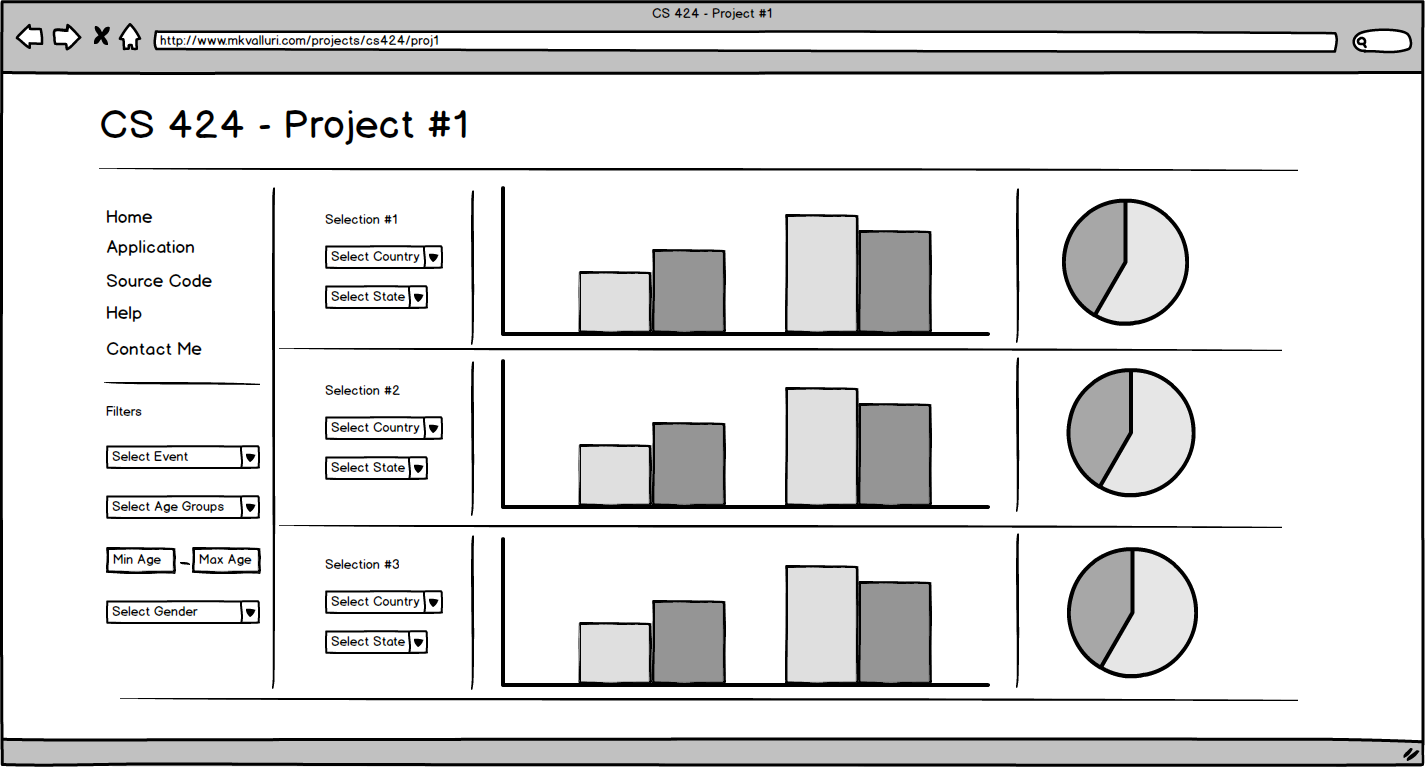 CS 424 - Project #1
http://www.mkvalluri.com/projects/cs424/proj1
CS 424 - Project #1
Home
Application
Source Code
Help
Contact Me
Filters
Select Event
Select Age Groups
Min Age - Max Age
Select Gender
Selection #1
Select Country
Select State
Selection #2
Select Country
Select State
Selection #3
Select Country
Select State